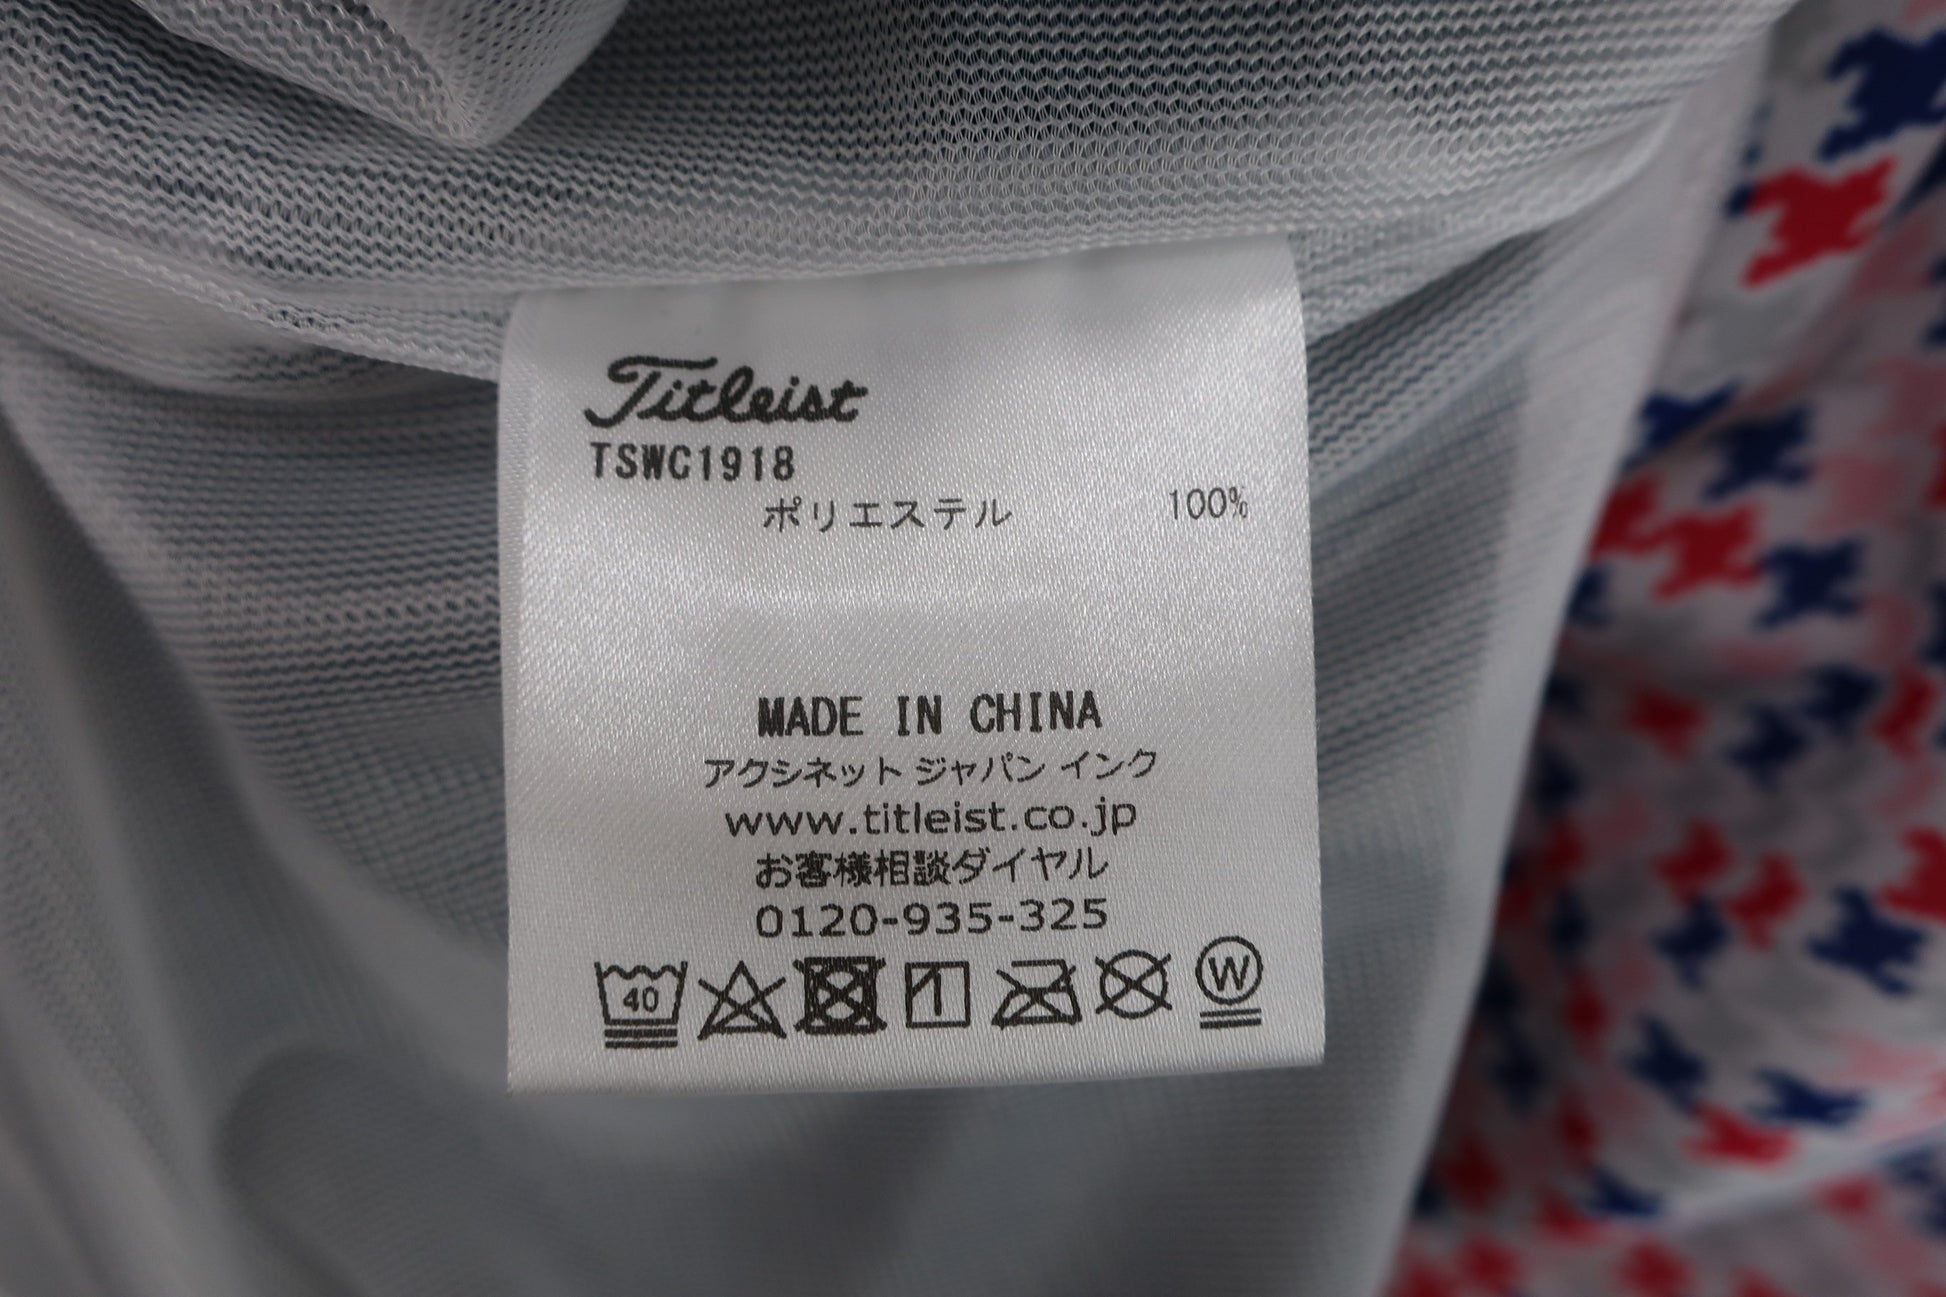 Titleist
TSWC1918
ポリエステル 100%
MADE IN CHINA
アクシネット ジャパン インク
www.titleist.co.jp
お客様相談ダイヤル
0120-935-325
40 W